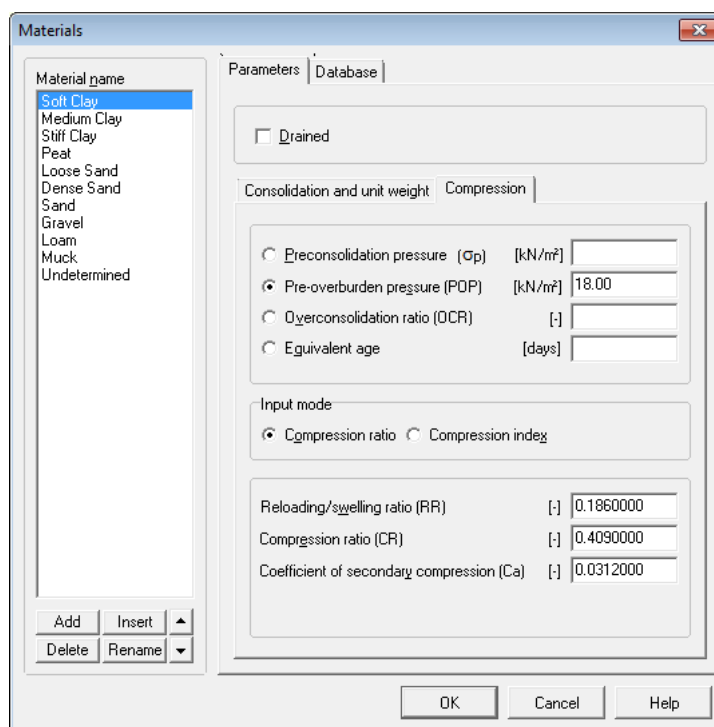 Materials
Material name
Soft Clay
Medium Clay
Stiff Clay
Peat
Loose Sand
Dense Sand
Sand
Gravel
Loam
Muck
Undetermined
Add Insert
Delete Rename
Parameters Database
Drained
Consolidation and unit weight Compression
Preconsolidation pressure (σp) [kN/m²]
Pre-overburden pressure (POP) [kN/m²] 18.00
Overconsolidation ratio (OCR) [-]
Equivalent age [days]
Input mode
Compression ratio Compression index
Reloading/swelling ratio (RR) [-] 0.1860000
Compression ratio (CR) [-] 0.4090000
Coefficient of secondary compression (Ca) [-] 0.0312000
OK Cancel Help